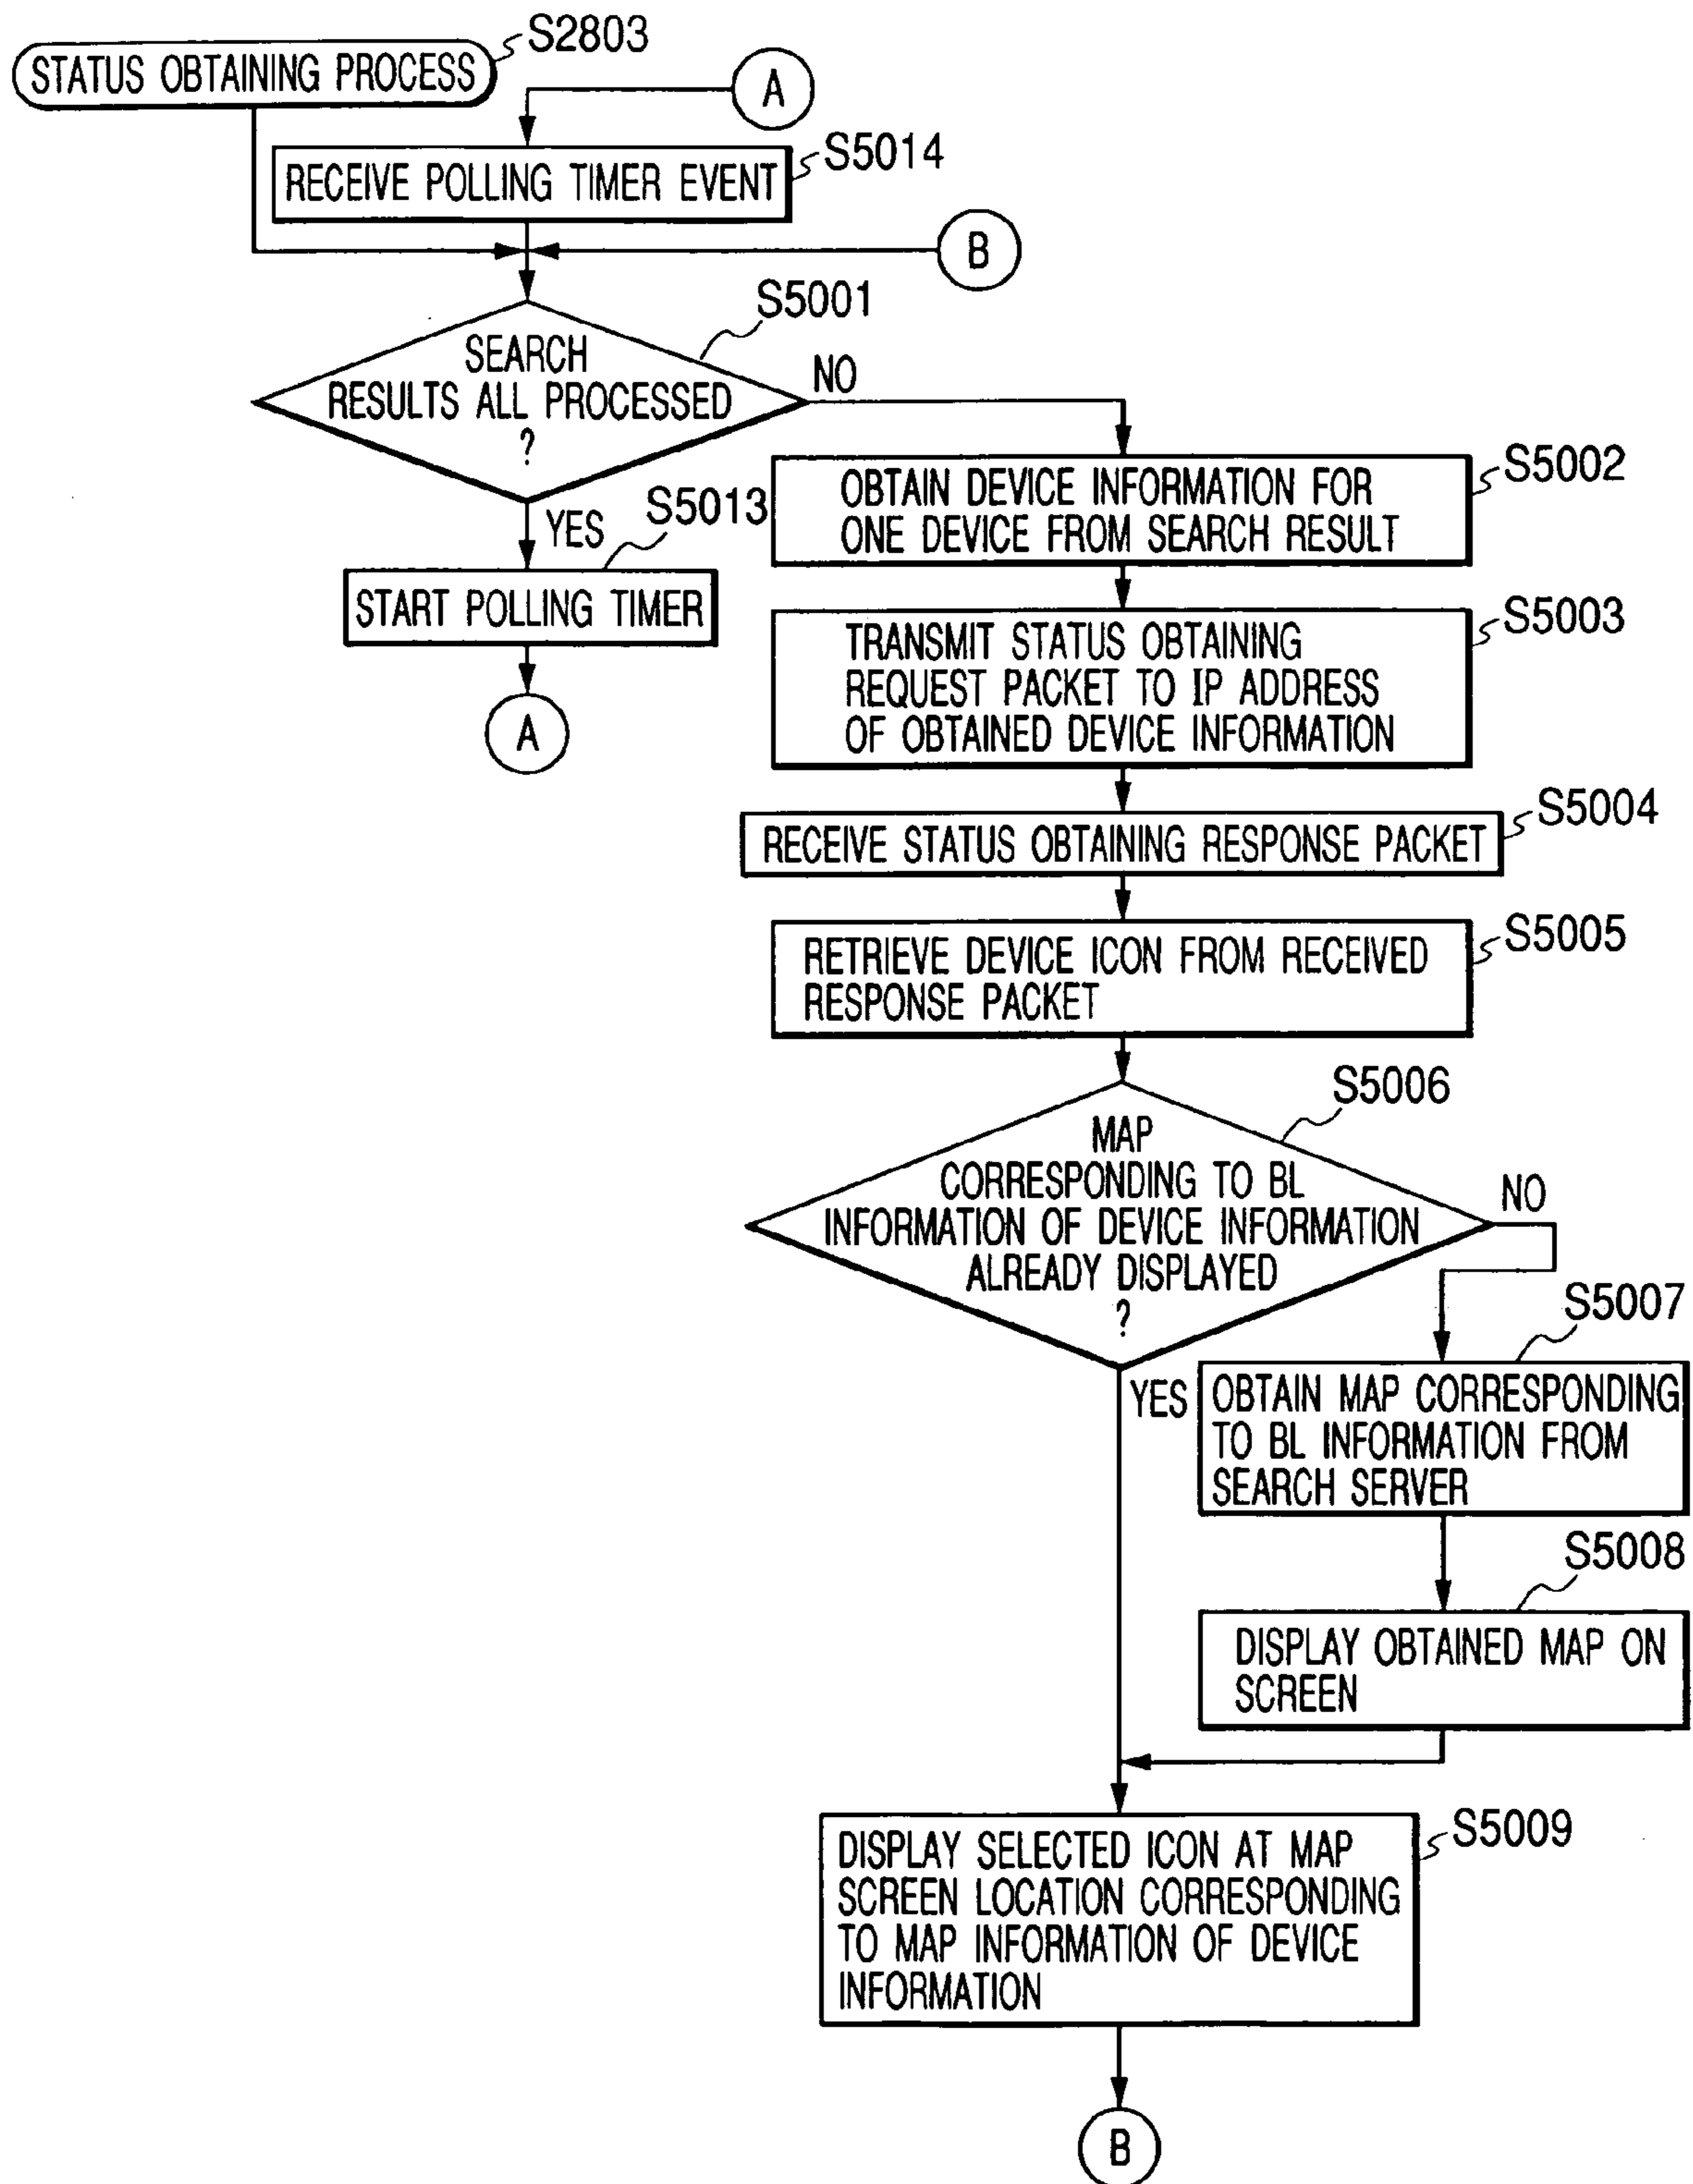 S2803
STATUS OBTAINING PROCESS
A
S5014
RECEIVE POLLING TIMER EVENT
B
S5001
SEARCH
RESULTS ALL PROCESSED
?
NO
YES
S5013
START POLLING TIMER
A
S5002
OBTAIN DEVICE INFORMATION FOR
ONE DEVICE FROM SEARCH RESULT
S5003
TRANSMIT STATUS OBTAINING
REQUEST PACKET TO IP ADDRESS
OF OBTAINED DEVICE INFORMATION
S5004
RECEIVE STATUS OBTAINING RESPONSE PACKET
S5005
RETRIEVE DEVICE ICON FROM RECEIVED
RESPONSE PACKET
S5006
MAP
CORRESPONDING TO BL
INFORMATION OF DEVICE INFORMATION
ALREADY DISPLAYED
?
NO
YES
S5007
OBTAIN MAP CORRESPONDING
TO BL INFORMATION FROM
SEARCH SERVER
S5008
DISPLAY OBTAINED MAP ON
SCREEN
S5009
DISPLAY SELECTED ICON AT MAP
SCREEN LOCATION CORRESPONDING
TO MAP INFORMATION OF DEVICE
INFORMATION
B